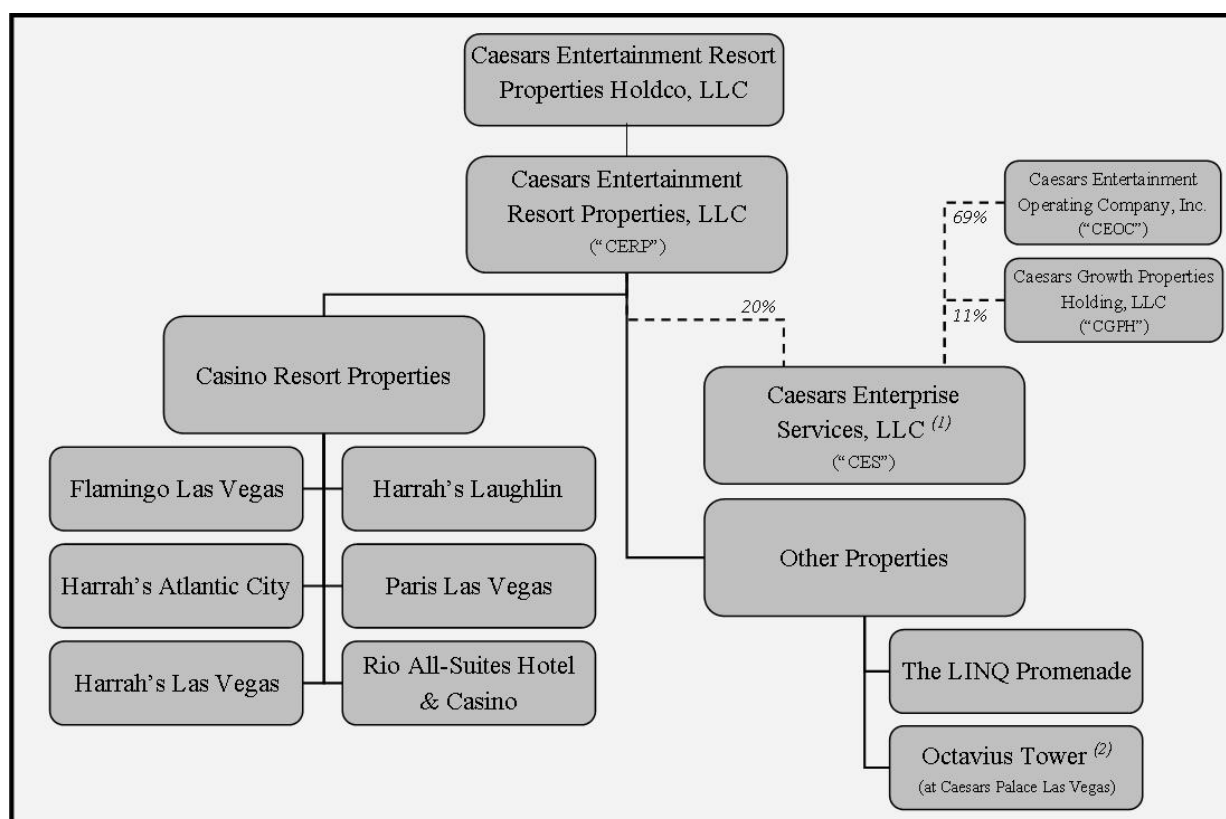 Caesars Entertainment Resort
Properties Holdco, LLC
Caesars Entertainment
Resort Properties, LLC
(“CERP”)
Caesars Entertainment
Operating Company, Inc.
(“CEOC”)
69%
Caesars Growth Properties
Holding, LLC
(“CGPH”)
11%
20%
Casino Resort Properties
Caesars Enterprise
Services, LLC (1)
(“CES”)
Flamingo Las Vegas
Harrah’s Laughlin
Harrah’s Atlantic City
Paris Las Vegas
Harrah’s Las Vegas
Rio All-Suites Hotel
& Casino
Other Properties
The LINQ Promenade
Octavius Tower (2)
(at Caesars Palace Las Vegas)